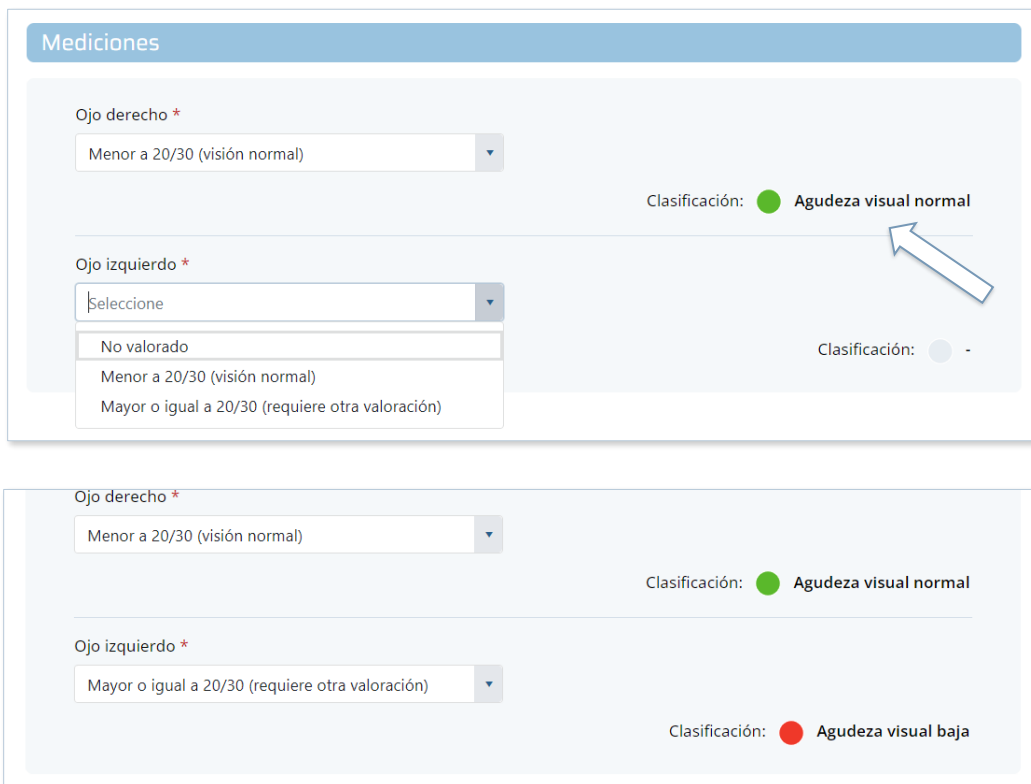 Mediciones
Ojo derecho *
Menor a 20/30 (visión normal)
Clasificación: Agudeza visual normal
Ojo izquierdo *
Seleccione
No valorado
Clasificación: -
Menor a 20/30 (visión normal)
Mayor o igual a 20/30 (requiere otra valoración)
Ojo derecho *
Menor a 20/30 (visión normal)
Clasificación: Agudeza visual normal
Ojo izquierdo *
Mayor o igual a 20/30 (requiere otra valoración)
Clasificación: Agudeza visual baja